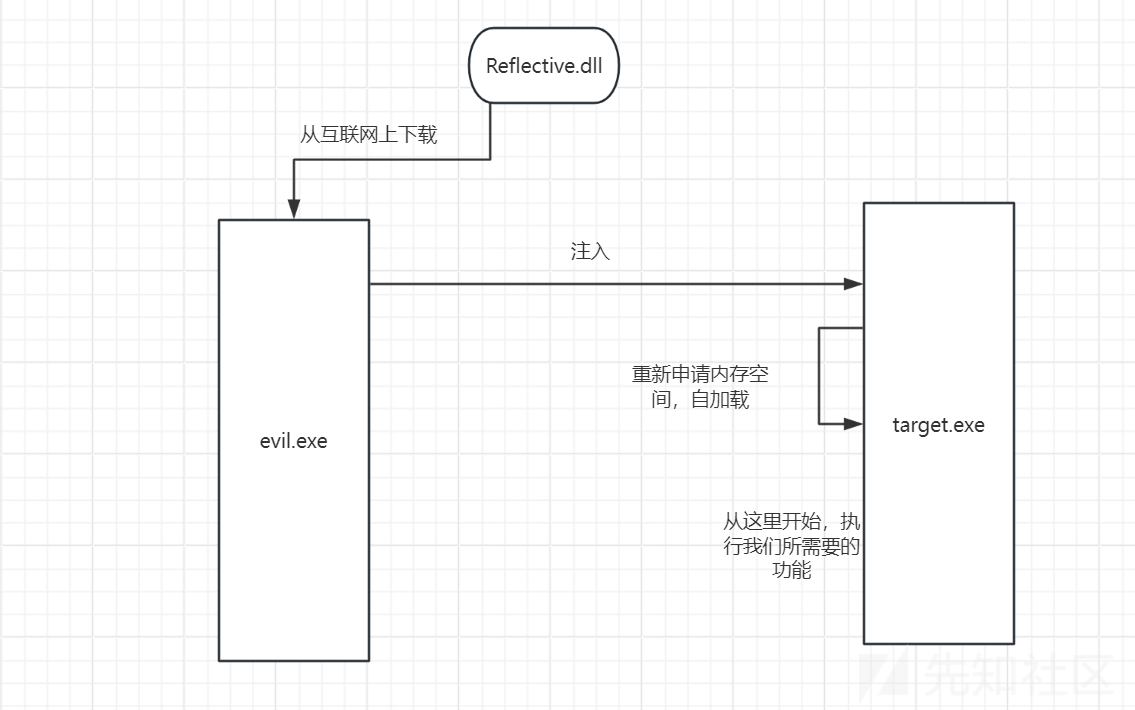 Reflective.dll
从互联网上下载
注入
重新申请内存空
间，自加载
target.exe
evil.exe
从这里开始，执
行我们所需要的
功能
先知社区